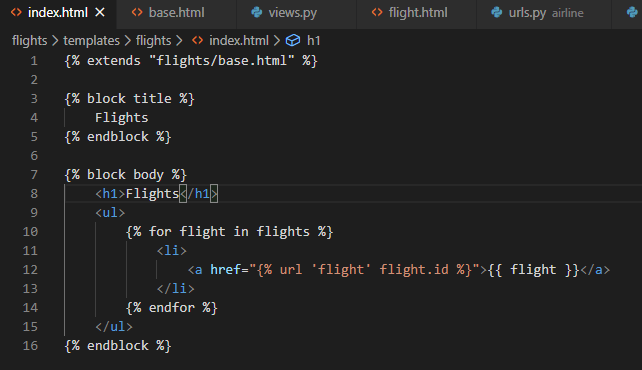 index.html × base.html views.py flight.html urls.py airline
flights > templates > flights > index.html > h1
1 {% extends "flights/base.html" %}
2
3 {% block title %}
4     Flights
5 {% endblock %}
6
7 {% block body %}
8     <h1>Flights</h1>
9     <ul>
10         {% for flight in flights %}
11             <li>
12                 <a href="{% url 'flight' flight.id %}">{{ flight }}</a>
13             </li>
14         {% endfor %}
15     </ul>
16 {% endblock %}